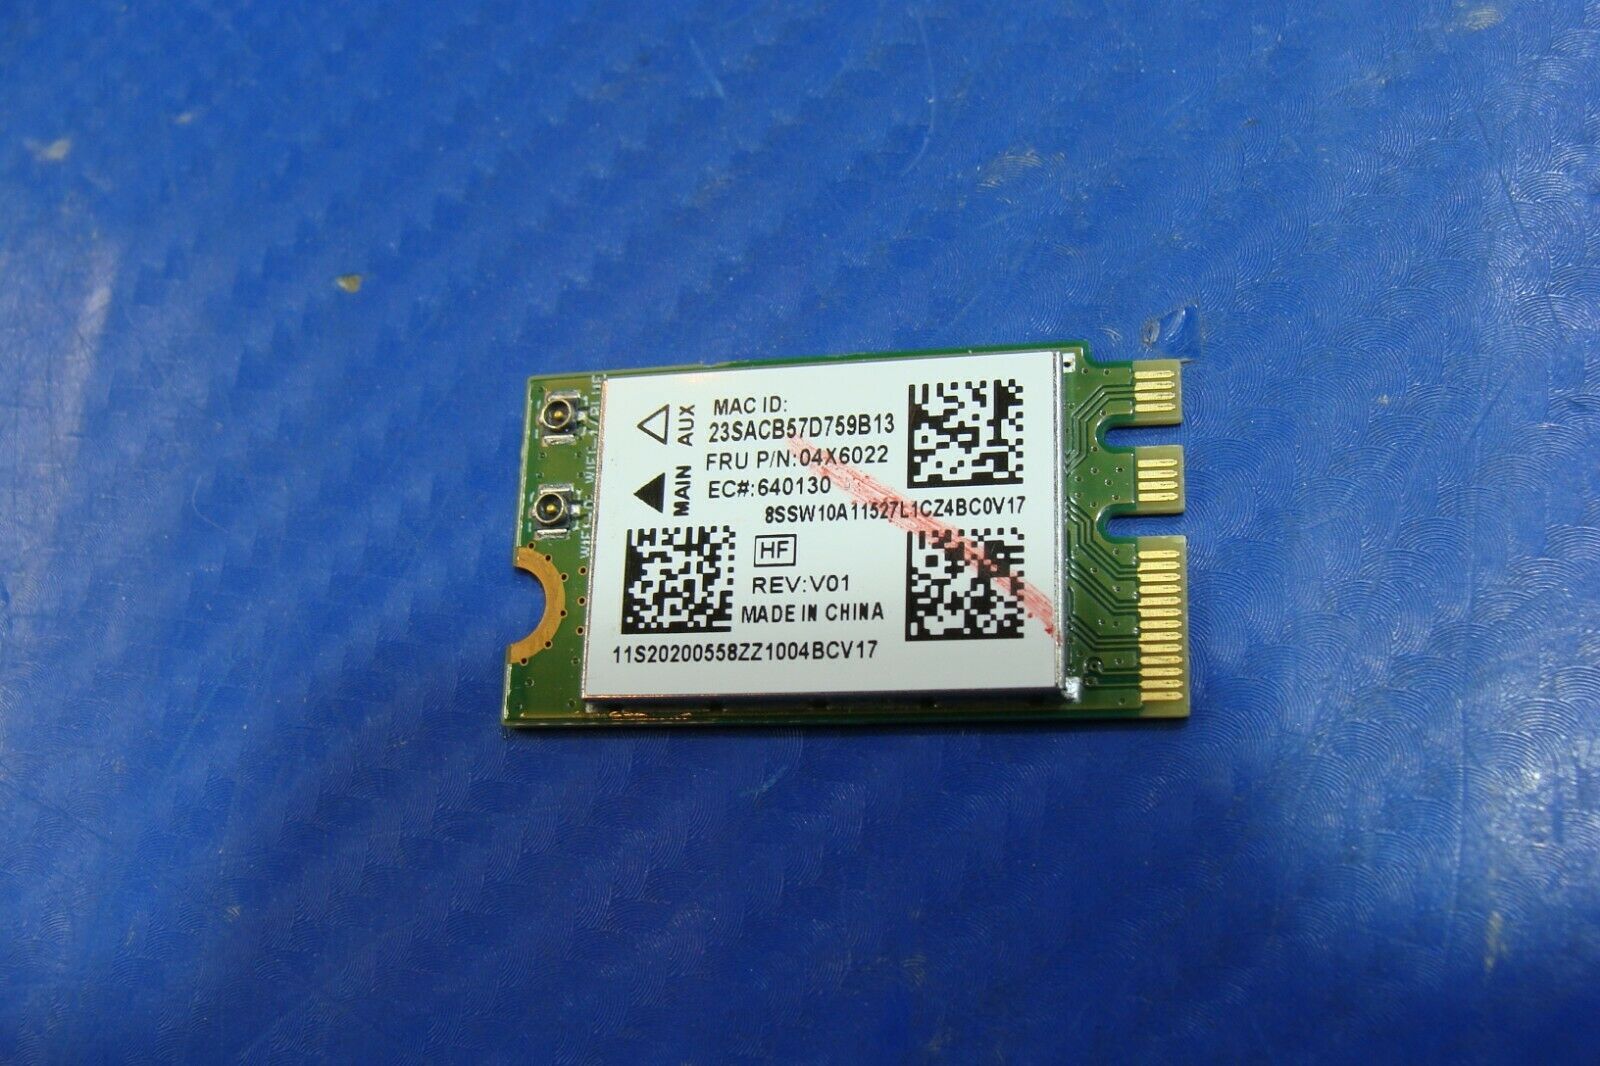 AUX
MAIN
MAC ID:
23SACB57D759B13
FRU P/N:04X6022
EC#:640130
8SSW10A11527L1CZ4BC0V17
HF
REV:V01
MADE IN CHINA
11S20200558ZZ1004BCV17